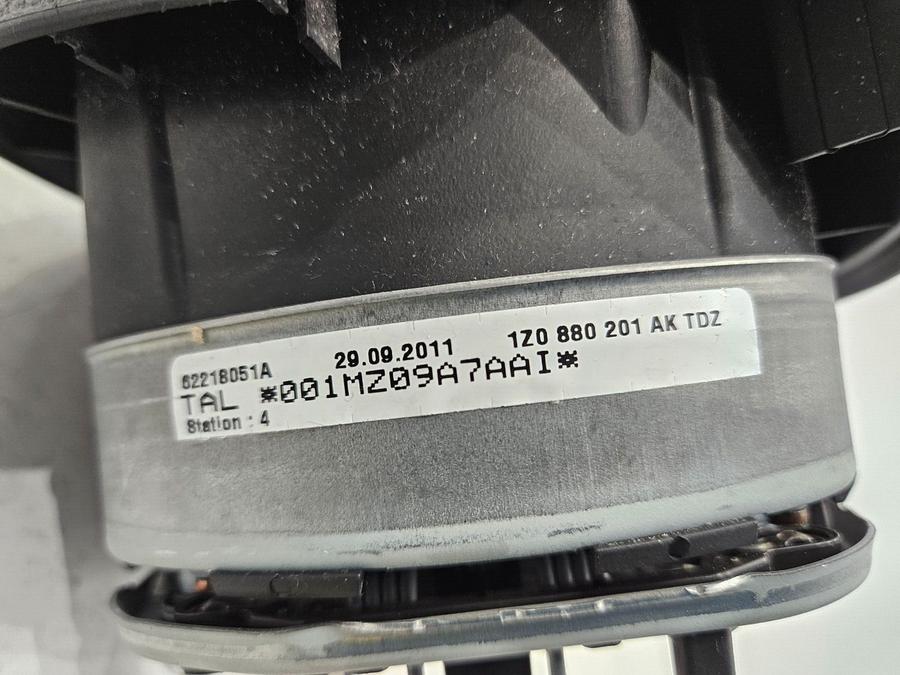 62218051A 29.09.2011 1Z0 880 201 AK TDZ
TAL *001MZ09A7AAI*
Station : 4